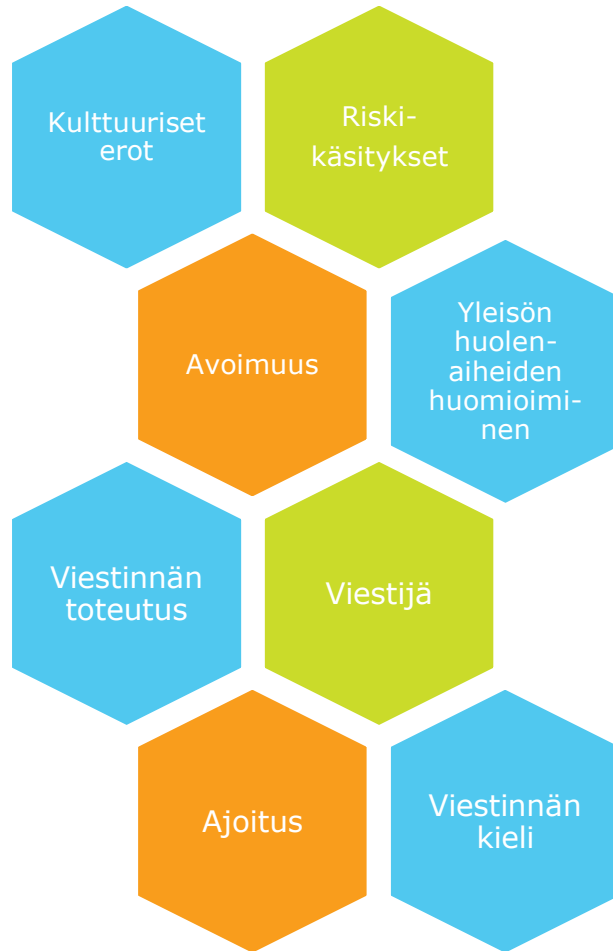 Kulttuuriset
erot
Riski-
käsitykset
Avoimuus
Yleisön
huolen-
aiheiden
huomioimi-
nen
Viestinnän
toteutus
Viestijä
Ajoitus
Viestinnän
kieli